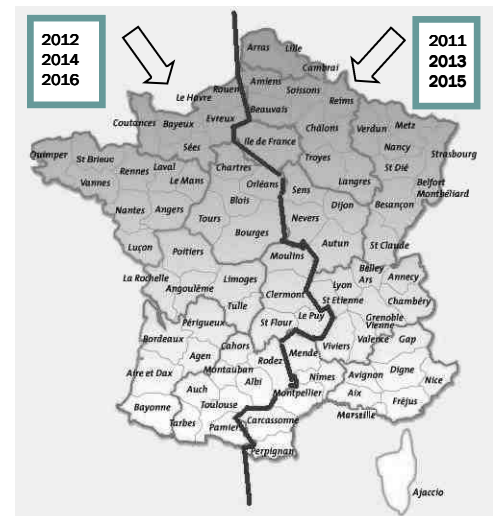 2012
2014
2016
2011
2013
2015
Arras
Lille
Cambrai
Amiens
Rouen
Soissons
Le Havre
Reims
Beauvais
Coutances
Bayeux
Evreux
Châlons
Verdun
Metz
Ile de France
Sées
Nancy
Strasbourg
Quimper
St Brieuc
Troyes
Rennes
Laval
Chartres
St Dié
Vannes
Le Mans
Orléans
Sens
Langres
Belfort
Montbéliard
Blois
Nantes
Angers
Tours
Dijon
Besançon
Nevers
Bourges
Autun
Luçon
Poitiers
St Claude
Moulins
La Rochelle
Limoges
Belley
Ars
Annecy
Angoulême
Clermont
Lyon
St Etienne
Chambéry
Tulle
Le Puy
Grenoble
Périgueux
St Flour
Vienne
Bordeaux
Cahors
Valence
Gap
Agen
Rodez
Mende
Viviers
Aire et Dax
Montauban
Albi
Nîmes
Avignon
Digne
Nice
Auch
Montpellier
Aix
Bayonne
Toulouse
Fréjus
Marseille
Tarbes
Pamiers
Carcassonne
Perpignan
Ajaccio